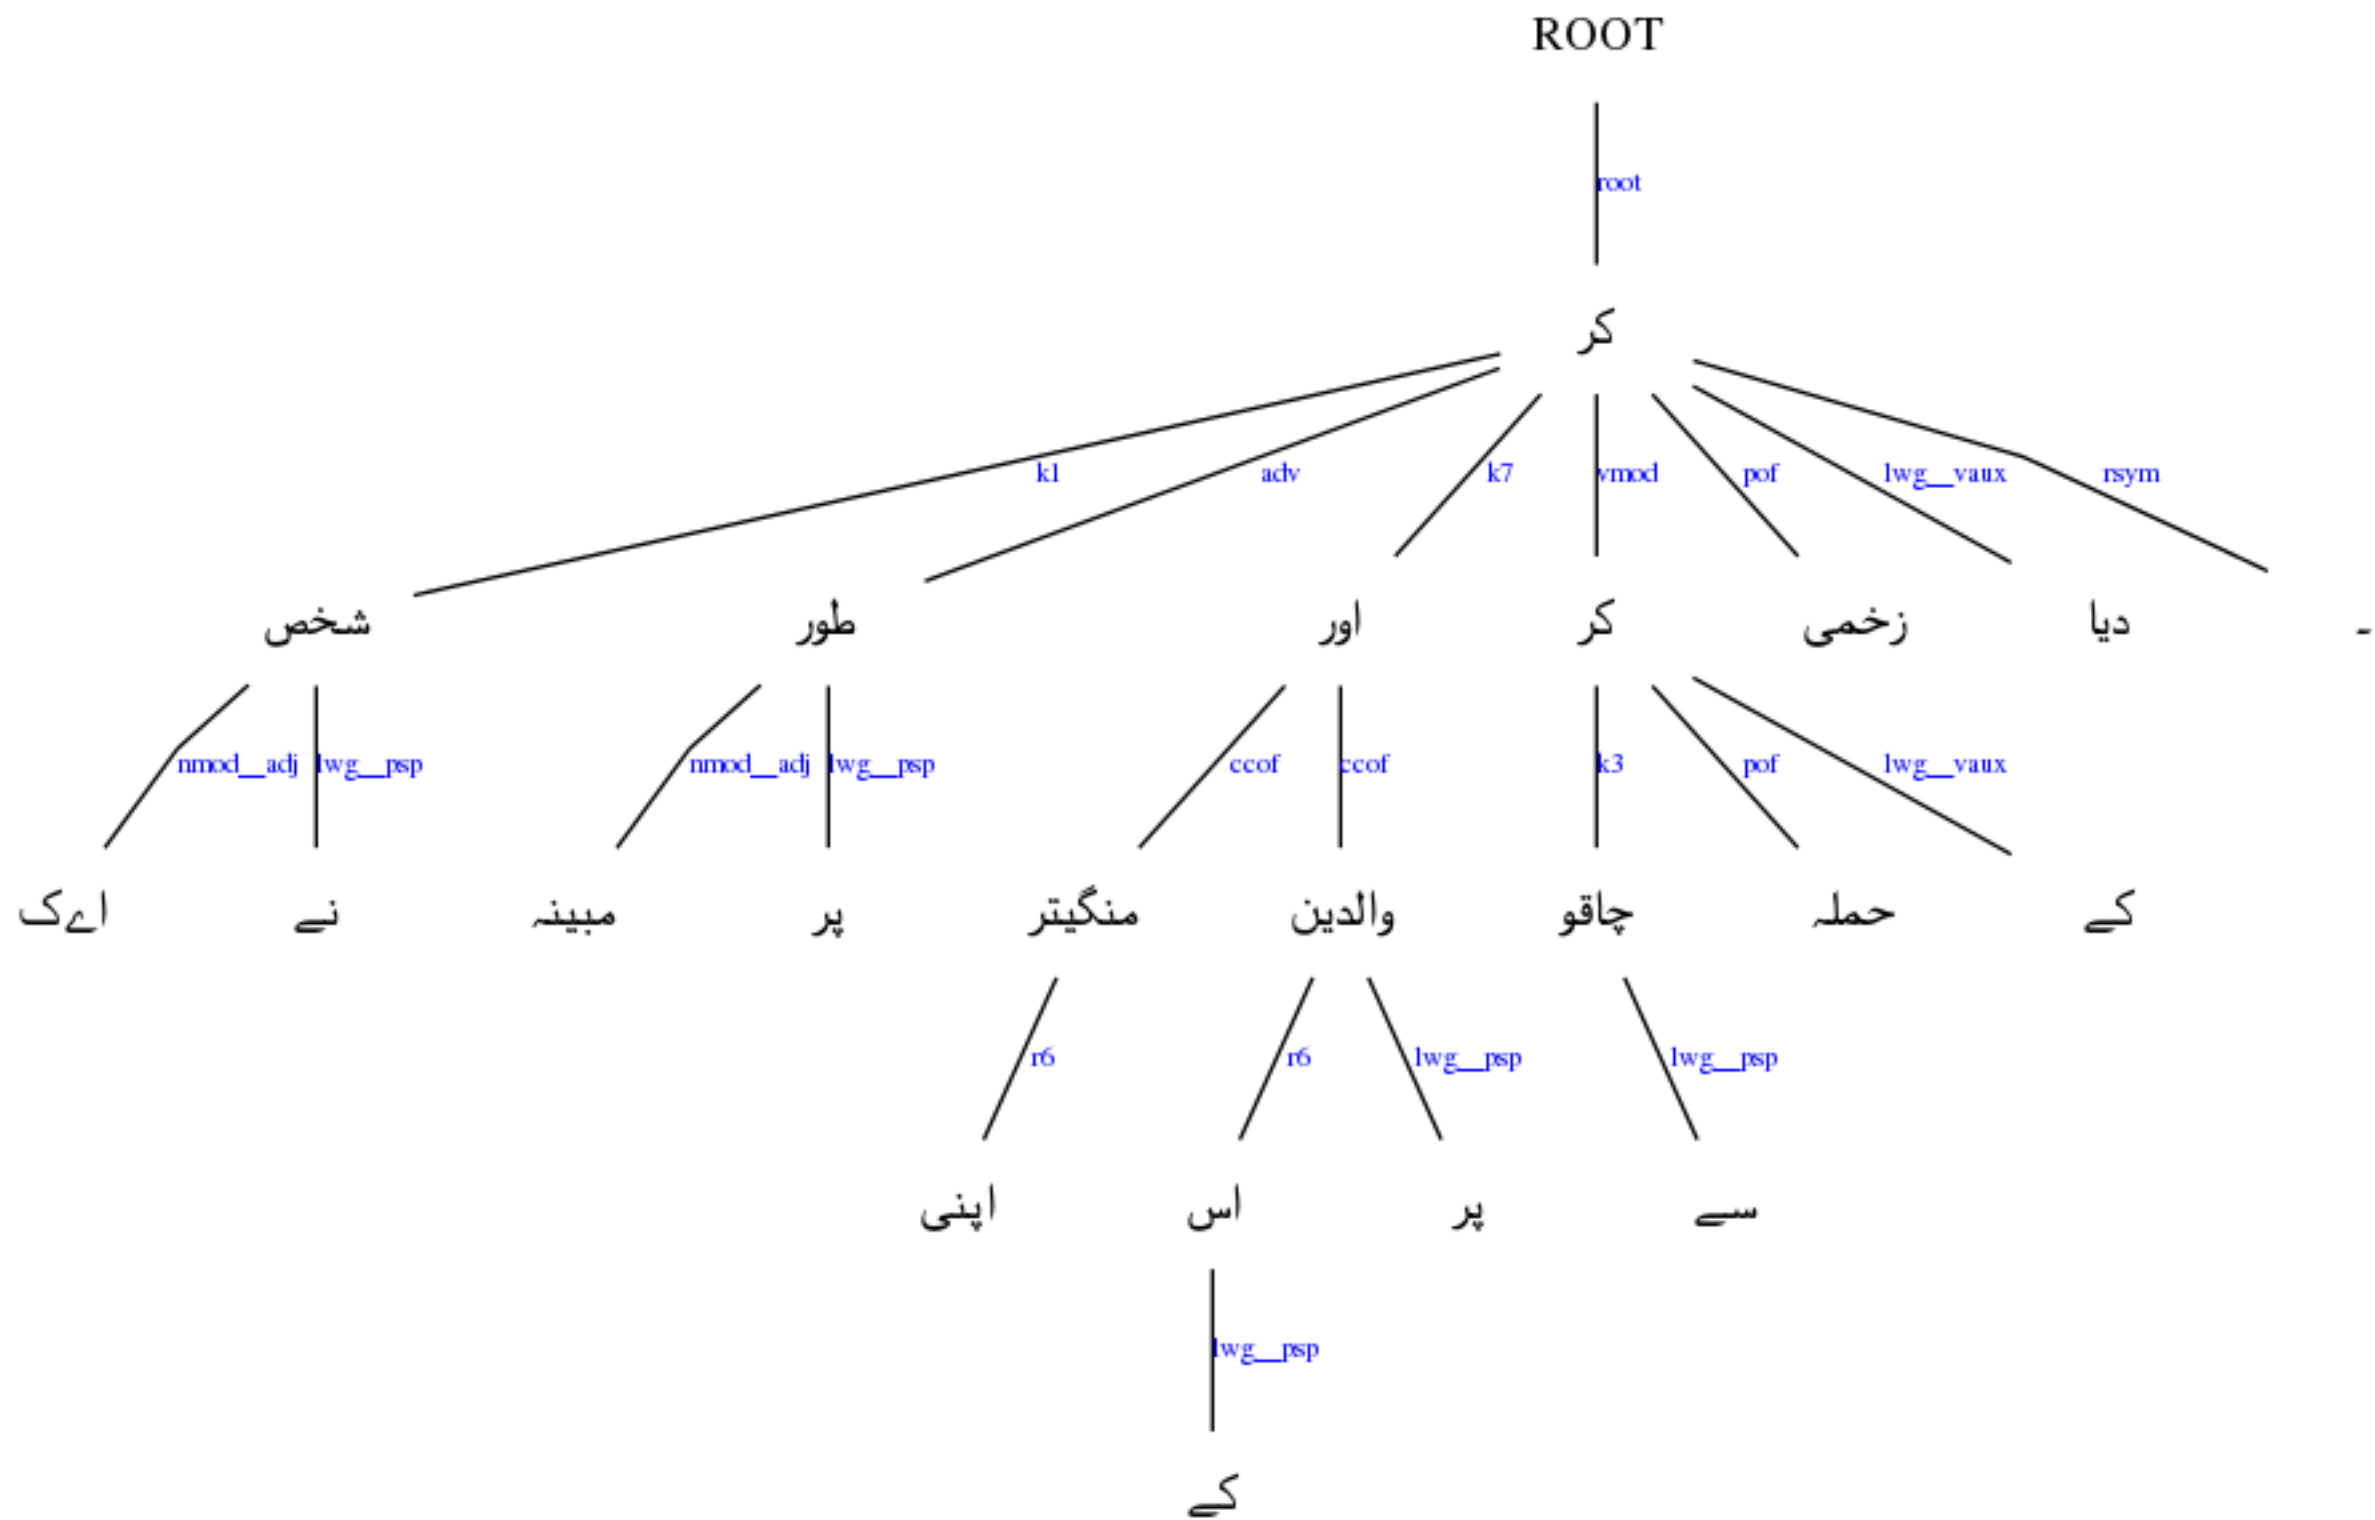 ROOT
root
کر
k1 adv k7 vmod pof lwg__vaux rsym
شخص طور اور کر زخمی دیا ۔
nmod__adj lwg__psp nmod__adj lwg__psp ccof ccof k3 pof lwg__vaux
اےک نے مبینہ پر منگیتر والدین چاقو حملہ کے
r6 r6 lwg__psp lwg__psp
اپنی اس پر سے
lwg__psp
کے